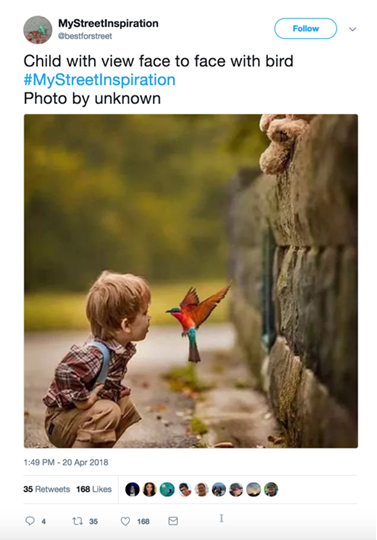 MyStreetInspiration
@bestforstreet
Follow
Child with view face to face with bird
#MyStreetInspiration
Photo by unknown
1:49 PM - 20 Apr 2018
35 Retweets 168 Likes
4 35 168